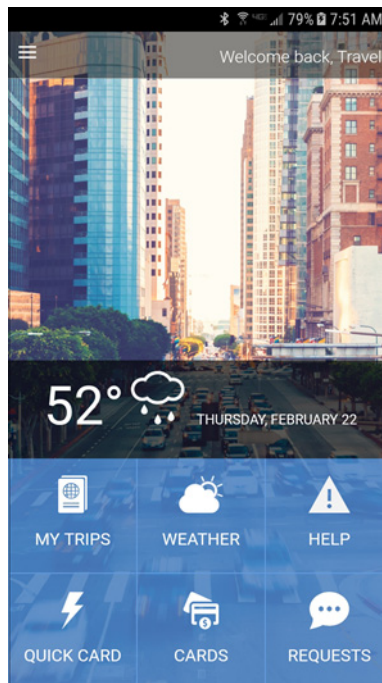 79% 7:51 AM
Welcome back, Travel
52°
THURSDAY, FEBRUARY 22
MY TRIPS
WEATHER
HELP
QUICK CARD
CARDS
REQUESTS